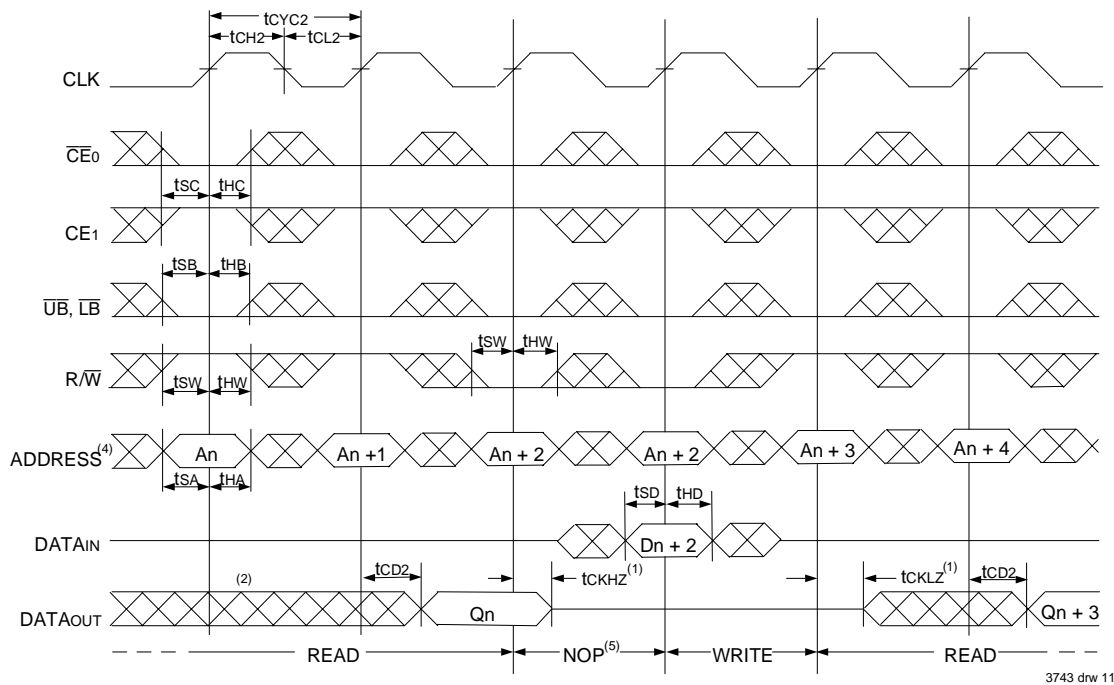 tCYC2
tCH2 tCL2
CLK
CE0
tSC tHC
CE1
tSB tHB
UB, LB
tSW tHW
R/W
tSW tHW
ADDRESS(4) An An +1 An + 2 An + 2 An + 3 An + 4
tSA tHA
tSD tHD
DATAIN Dn + 2
tCD2 tCKHZ(1) tCKLZ(1) tCD2
(2)
DATAOUT Qn Qn + 3
READ NOP(5) WRITE READ
3743 drw 11